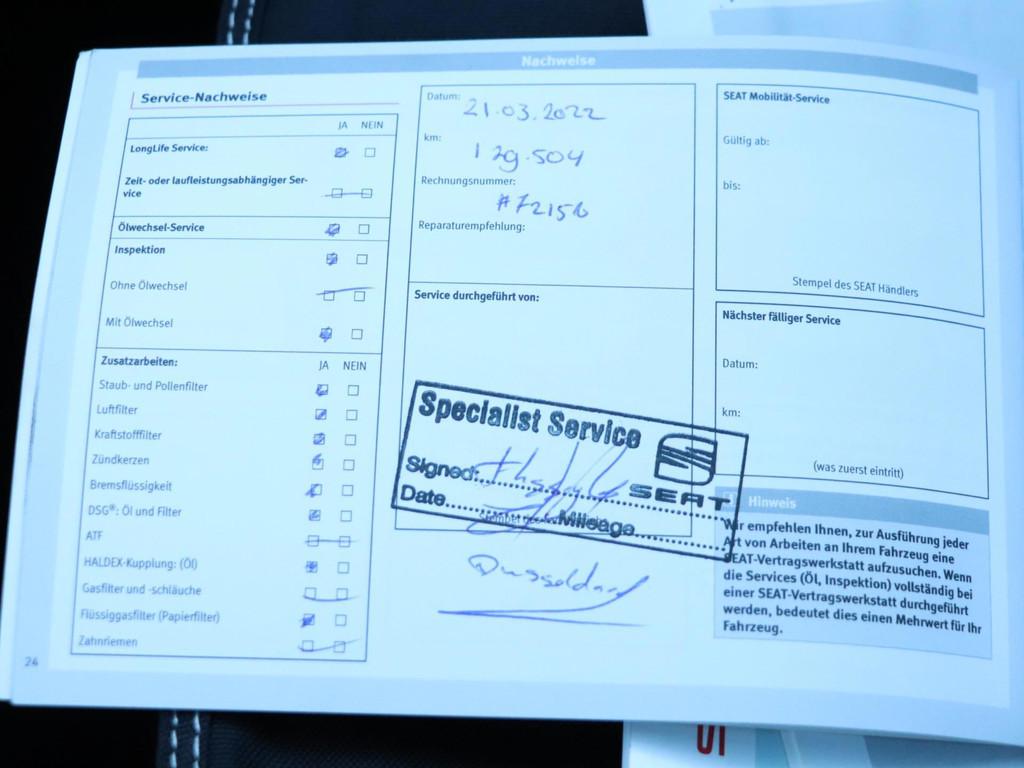 Nachweise
Service-Nachweise
JA NEIN
LongLife Service:
Zeit- oder laufleistungsabhängiger Ser-
vice
Ölwechsel-Service
Inspektion
Ohne Ölwechsel
Mit Ölwechsel
Zusatzarbeiten: JA NEIN
Staub- und Pollenfilter
Luftfilter
Kraftstofffilter
Zündkerzen
Bremsflüssigkeit
DSG®: Öl und Filter
ATF
HALDEX-Kupplung: (Öl)
Gasfilter und -schläuche
Flüssiggasfilter (Papierfilter)
Zahnriemen
24
Datum: 21.03.2022
km:
129.504
Rechnungsnummer:
Reparaturempfehlung:
Service durchgeführt von:
Specialist Service
Signed:
SEAT
Date Mileage
Düsseldorf
SEAT Mobilität-Service
Gültig ab:
bis:
Stempel des SEAT Händlers
Nächster fälliger Service
Datum:
km:
(was zuerst eintritt)
Hinweis
Wir empfehlen Ihnen, zur Ausführung jeder
Art von Arbeiten an Ihrem Fahrzeug eine
SEAT-Vertragswerkstatt aufzusuchen. Wenn
die Services (Öl, Inspektion) vollständig bei
einer SEAT-Vertragswerkstatt durchgeführt
werden, bedeutet dies einen Mehrwert für Ihr
Fahrzeug.